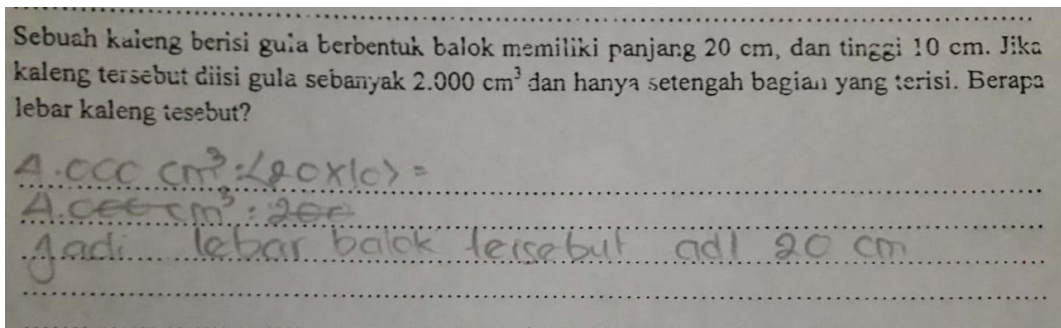 Sebuah kaleng berisi gula berbentuk balok memiliki panjang 20 cm, dan tinggi 10 cm. Jika
kaleng tersebut diisi gula sebanyak 2.000 cm³ dan hanya setengah bagian yang terisi. Berapa
lebar kaleng tesebut?
4.000 cm³ : (20x10) =
4.000 cm³ : 200
Jadi lebar balok tersebut adl 20 cm